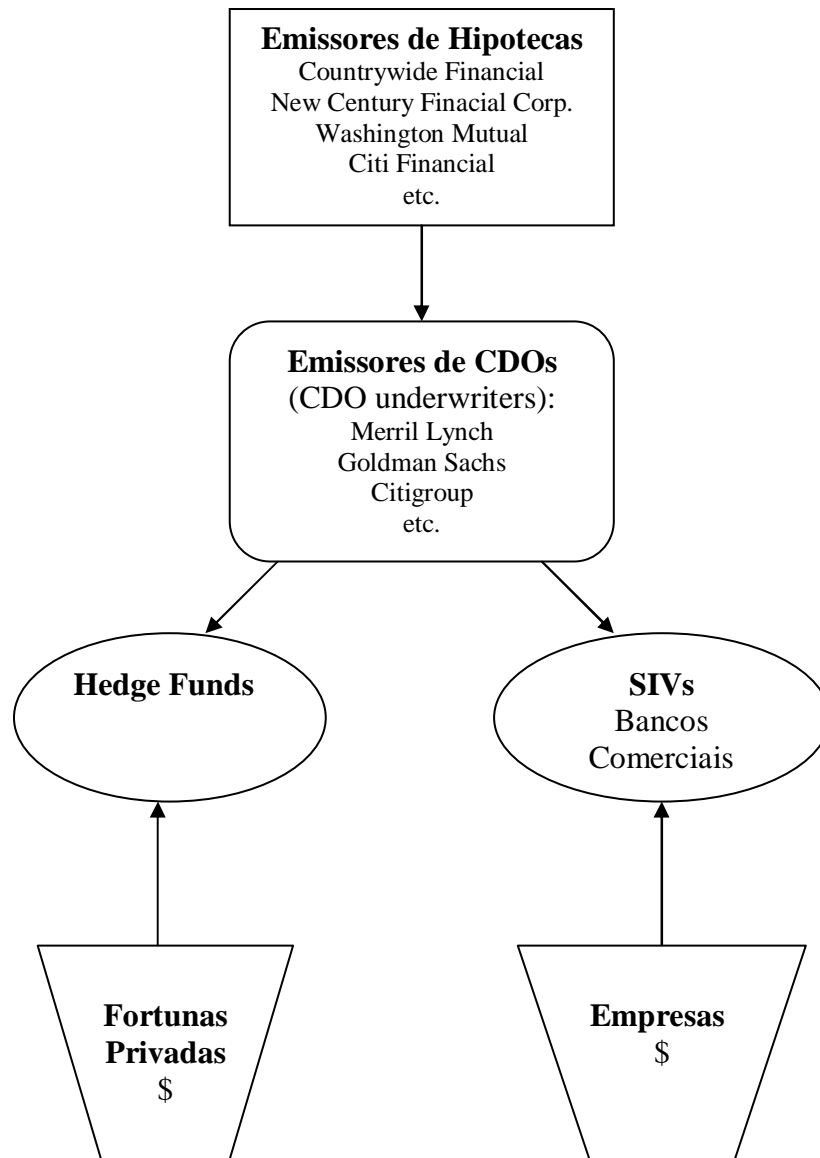 Emissores de Hipotecas
Countrywide Financial
New Century Finacial Corp.
Washington Mutual
Citi Financial
etc.
Emissores de CDOs
(CDO underwriters):
Merril Lynch
Goldman Sachs
Citigroup
etc.
Hedge Funds
SIVs
Bancos
Comerciais
Fortunas
Privadas
$
Empresas
$